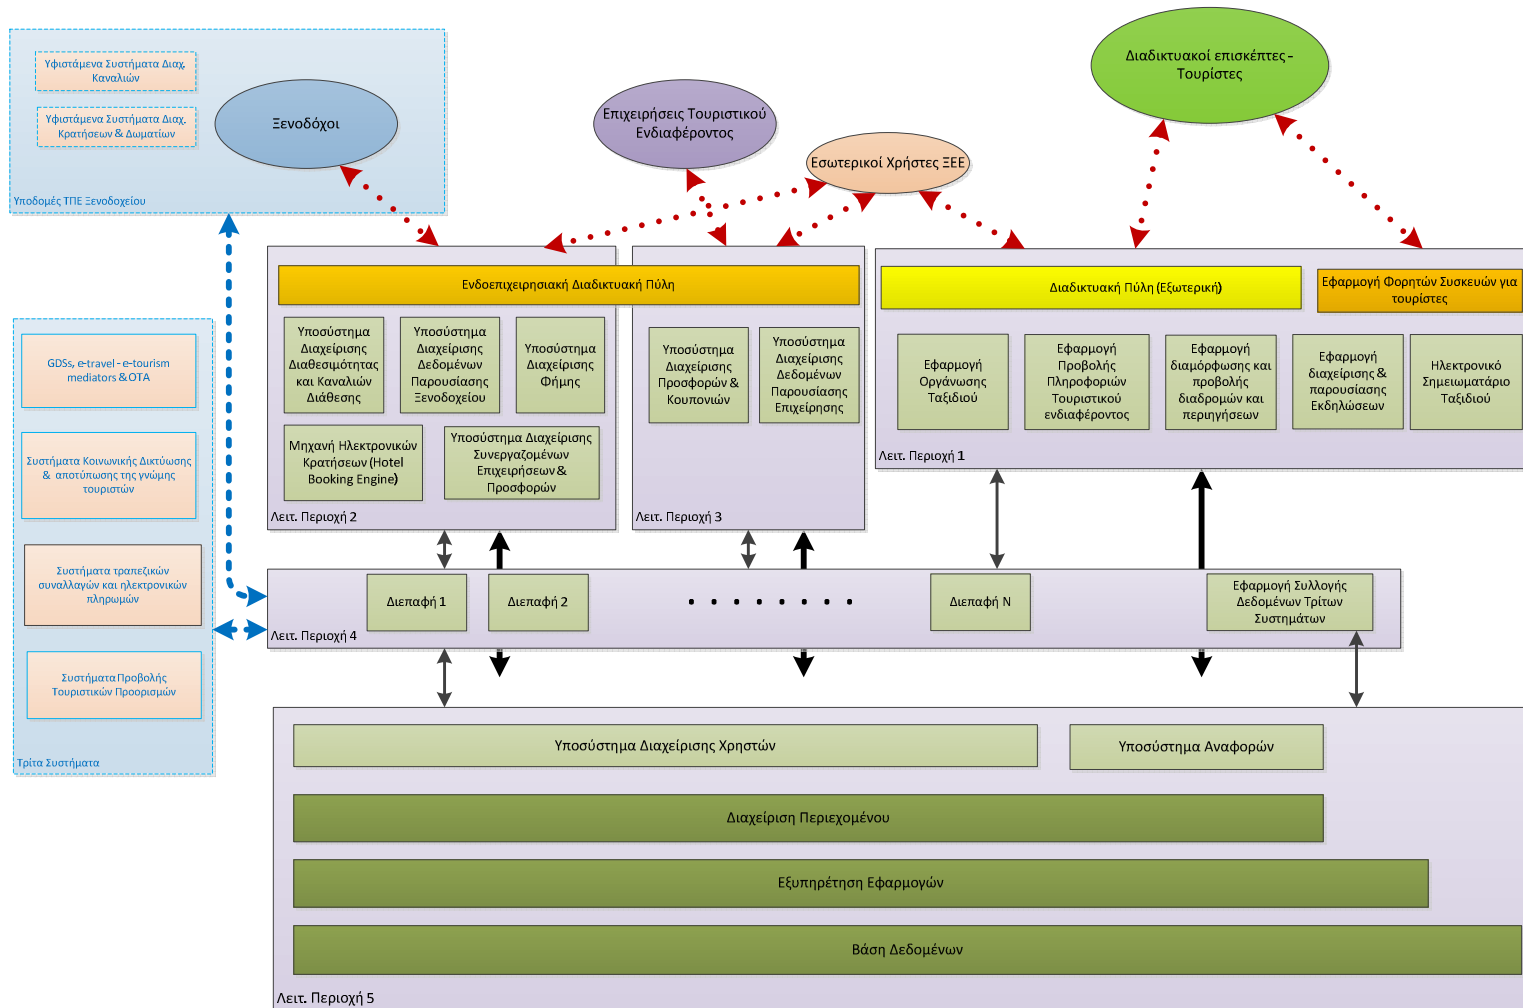 Υφιστάμενα Συστήματα Διαχ.
Καναλιών
Υφιστάμενα Συστήματα Διαχ.
Κρατήσεων & Δωματίων
Ξενοδόχοι
Υποδομές ΤΠΕ Ξενοδοχείου
Επιχειρήσεις Τουριστικού
Ενδιαφέροντος
Εσωτερικοί Χρήστες ΞΕΕ
Διαδικτυακοί επισκέπτες –
Τουρίστες
Ενδοεπιχειρησιακή Διαδικτυακή Πύλη
Υποσύστημα
Διαχείρισης
Διαθεσιμότητας
και Καναλιών
Διάθεσης
Υποσύστημα
Διαχείρισης
Δεδομένων
Παρουσίασης
Ξενοδοχείου
Υποσύστημα
Διαχείρισης
Φήμης
Μηχανή Ηλεκτρονικών
Κρατήσεων (Hotel
Booking Engine)
Υποσύστημα Διαχείρισης
Συνεργαζομένων
Επιχειρήσεων &
Προσφορών
Λειτ. Περιοχή 2
Υποσύστημα
Διαχείρισης
Προσφορών &
Κουπονιών
Υποσύστημα
Διαχείρισης
Δεδομένων
Παρουσίασης
Επιχείρησης
Λειτ. Περιοχή 3
Διαδικτυακή Πύλη (Εξωτερική)
Εφαρμογή Φορητών Συσκευών για
τουρίστες
Εφαρμογή
Οργάνωσης
Ταξιδιού
Εφαρμογή
Προβολής
Πληροφοριών
Τουριστικού
ενδιαφέροντος
Εφαρμογή
διαμόρφωσης και
προβολής
διαδρομών και
περιηγήσεων
Εφαρμογή
διαχείρισης &
παρουσίασης
Εκδηλώσεων
Ηλεκτρονικό
Σημειωματάριο
Ταξιδιού
Λειτ. Περιοχή 1
GDSs, e-travel - e-tourism
mediators & OTA
Συστήματα Κοινωνικής Δικτύωσης
& αποτύπωσης της γνώμης
τουριστών
Συστήματα τραπεζικών
συναλλαγών και ηλεκτρονικών
πληρωμών
Συστήματα Προβολής
Τουριστικών Προορισμών
Τρίτα Συστήματα
Διεπαφή 1
Διεπαφή 2
. . . . . . . .
Διεπαφή Ν
Εφαρμογή Συλλογής
Δεδομένων Τρίτων
Συστημάτων
Λειτ. Περιοχή 4
Υποσύστημα Διαχείρισης Χρηστών
Υποσύστημα Αναφορών
Διαχείριση Περιεχομένου
Εξυπηρέτηση Εφαρμογών
Βάση Δεδομένων
Λειτ. Περιοχή 5